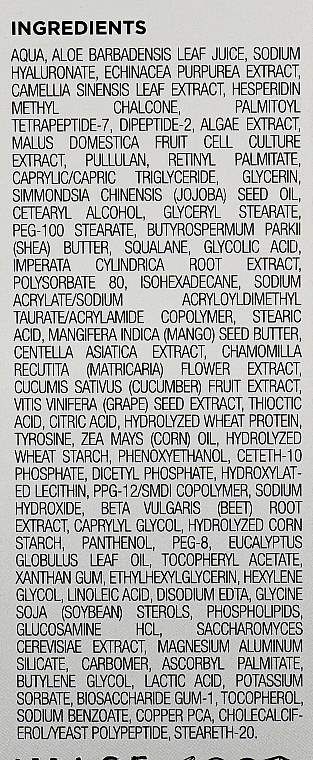 INGREDIENTS
AQUA, ALOE BARBADENSIS LEAF JUICE, SODIUM
HYALURONATE, ECHINACEA PURPUREA EXTRACT,
CAMELLIA SINENSIS LEAF EXTRACT, HESPERIDIN
METHYL CHALCONE, PALMITOYL
TETRAPEPTIDE-7, DIPEPTIDE-2, ALGAE EXTRACT,
MALUS DOMESTICA FRUIT CELL CULTURE
EXTRACT, PULLULAN, RETINYL PALMITATE,
CAPRYLIC/CAPRIC TRIGLYCERIDE, GLYCERIN,
SIMMONDSIA CHINENSIS (JOJOBA) SEED OIL,
CETEARYL ALCOHOL, GLYCERYL STEARATE,
PEG-100 STEARATE, BUTYROSPERMUM PARKII
(SHEA) BUTTER, SQUALANE, GLYCOLIC ACID,
IMPERATA CYLINDRICA ROOT EXTRACT,
POLYSORBATE 80, ISOHEXADECANE, SODIUM
ACRYLATE/SODIUM ACRYLOYLDIMETHYL
TAURATE/ACRYLAMIDE COPOLYMER, STEARIC
ACID, MANGIFERA INDICA (MANGO) SEED BUTTER,
CENTELLA ASIATICA EXTRACT, CHAMOMILLA
RECUTITA (MATRICARIA) FLOWER EXTRACT,
CUCUMIS SATIVUS (CUCUMBER) FRUIT EXTRACT,
VITIS VINIFERA (GRAPE) SEED EXTRACT, THIOCTIC
ACID, CITRIC ACID, HYDROLYZED WHEAT PROTEIN,
TYROSINE, ZEA MAYS (CORN) OIL, HYDROLYZED
WHEAT STARCH, PHENOXYETHANOL, CETETH-10
PHOSPHATE, DICETYL PHOSPHATE, HYDROXYLAT-
ED LECITHIN, PPG-12/SMDI COPOLYMER, SODIUM
HYDROXIDE, BETA VULGARIS (BEET) ROOT
EXTRACT, CAPRYLYL GLYCOL, HYDROLYZED CORN
STARCH, PANTHENOL, PEG-8, EUCALYPTUS
GLOBULUS LEAF OIL, TOCOPHERYL ACETATE,
XANTHAN GUM, ETHYLHEXYLGLYCERIN, HEXYLENE
GLYCOL, LINOLEIC ACID, DISODIUM EDTA, GLYCINE
SOJA (SOYBEAN) STEROLS, PHOSPHOLIPIDS,
GLUCOSAMINE HCL, SACCHAROMYCES
CEREVISIAE EXTRACT, MAGNESIUM ALUMINUM
SILICATE, CARBOMER, ASCORBYL PALMITATE,
BUTYLENE GLYCOL, LACTIC ACID, POTASSIUM
SORBATE, BIOSACCHARIDE GUM-1, TOCOPHEROL,
SODIUM BENZOATE, COPPER PCA, CHOLECALCIF-
EROL/YEAST POLYPEPTIDE, STEARETH-20.